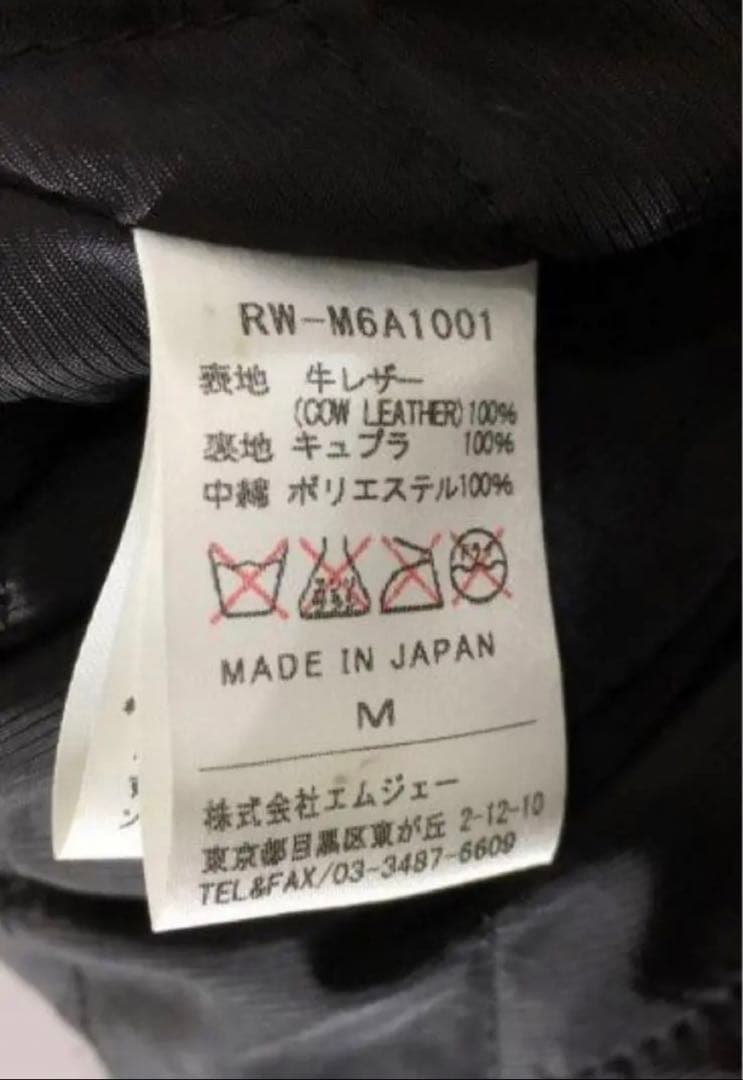 RW-M6A1001
表地 牛レザー
(COW LEATHER)100%
裏地 キュプラ 100%
中綿 ポリエステル100%
MADE IN JAPAN
M
株式会社エムジェー
東京都目黒区東が丘 2-12-10
TEL&FAX/03-3487-6609